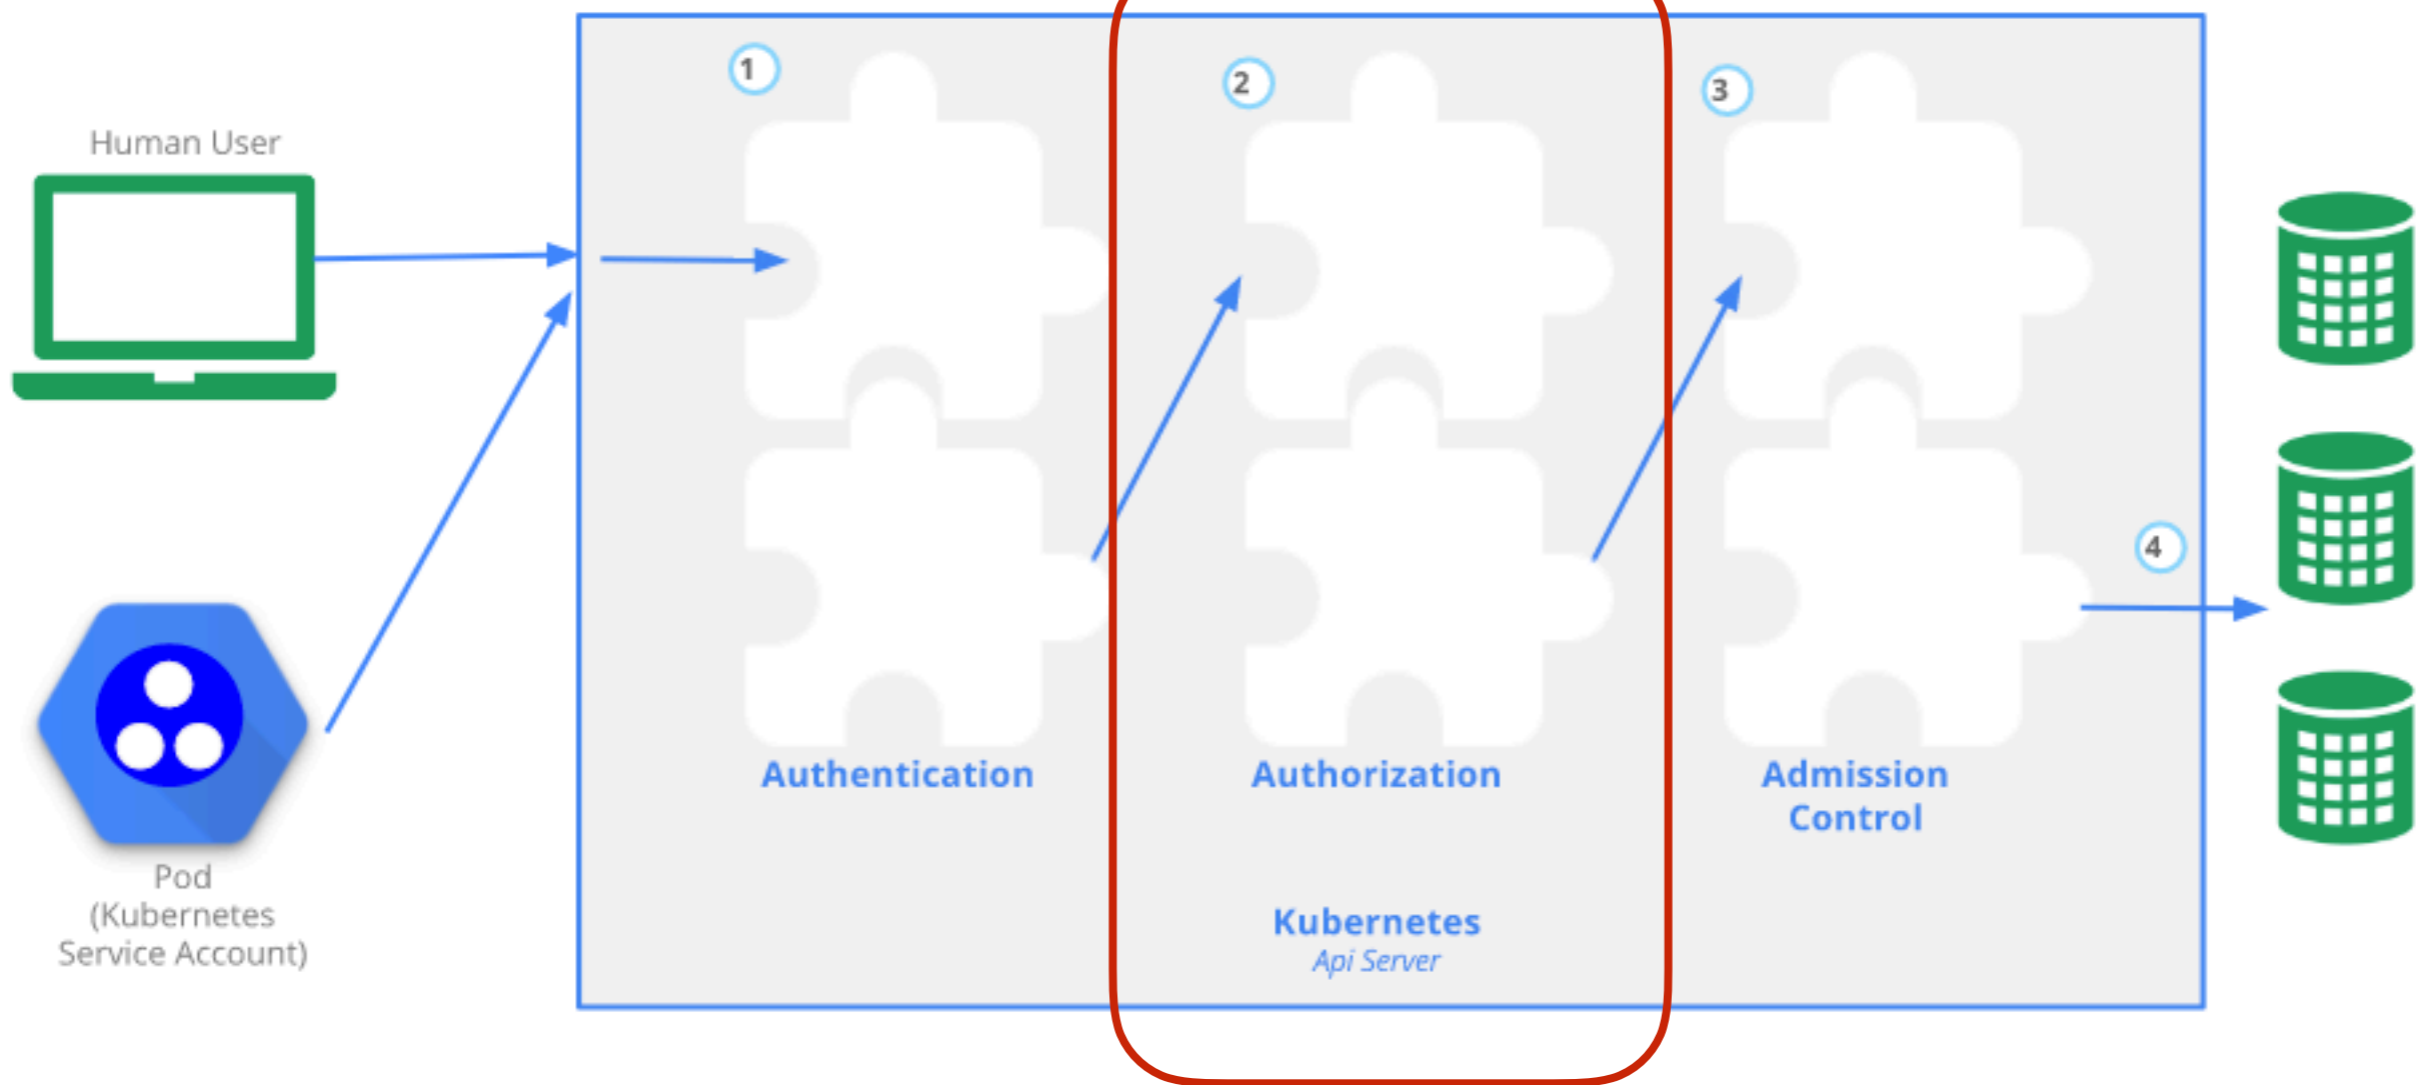 Human User
1
2
3
4
Pod
(Kubernetes
Service Account)
Authentication
Authorization
Admission
Control
Kubernetes
Api Server